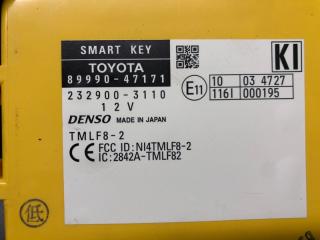 SMART KEY
KI
TOYOTA
89990-47171
232900-3110
12V
E11
10 03 4727
116I 000195
DENSO MADE IN JAPAN
TMLF8-2
CE FCC ID: NI4TMLF8-2
IC: 2842A-TMLF82
低